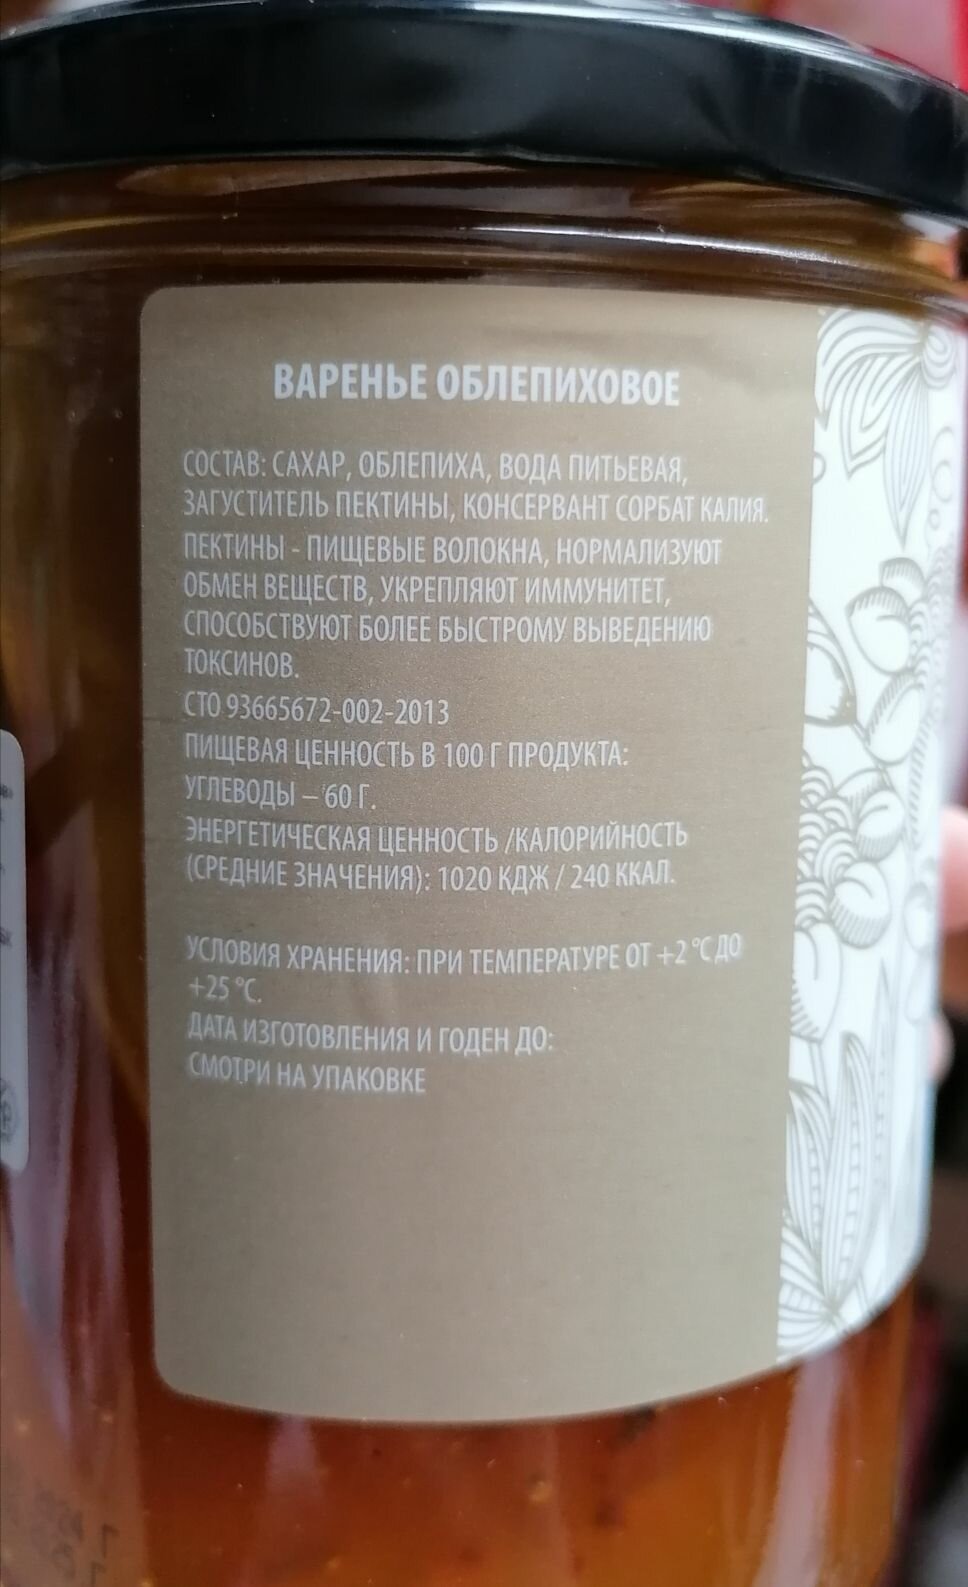 ВАРЕНЬЕ ОБЛЕПИХОВОЕ
СОСТАВ: САХАР, ОБЛЕПИХА, ВОДА ПИТЬЕВАЯ,
ЗАГУСТИТЕЛЬ ПЕКТИНЫ, КОНСЕРВАНТ СОРБАТ КАЛИЯ.
ПЕКТИНЫ - ПИЩЕВЫЕ ВОЛОКНА, НОРМАЛИЗУЮТ
ОБМЕН ВЕЩЕСТВ, УКРЕПЛЯЮТ ИММУНИТЕТ,
СПОСОБСТВУЮТ БОЛЕЕ БЫСТРОМУ ВЫВЕДЕНИЮ
ТОКСИНОВ.
СТО 93665672-002-2013
ПИЩЕВАЯ ЦЕННОСТЬ В 100 Г ПРОДУКТА:
УГЛЕВОДЫ – 60 Г.
ЭНЕРГЕТИЧЕСКАЯ ЦЕННОСТЬ /КАЛОРИЙНОСТЬ
(СРЕДНИЕ ЗНАЧЕНИЯ): 1020 КДЖ / 240 ККАЛ.
УСЛОВИЯ ХРАНЕНИЯ: ПРИ ТЕМПЕРАТУРЕ ОТ +2 °С ДО
+25 °С.
ДАТА ИЗГОТОВЛЕНИЯ И ГОДЕН ДО:
СМОТРИ НА УПАКОВКЕ